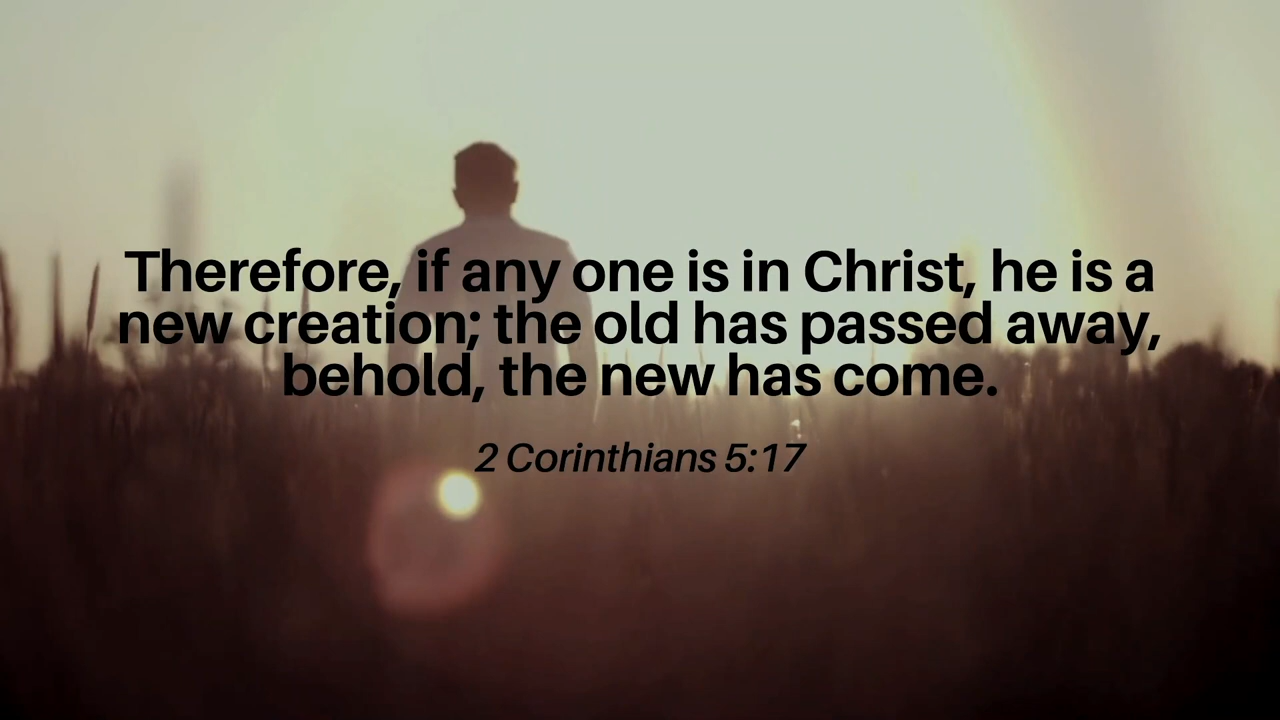 Therefore, if any one is in Christ, he is a
new creation; the old has passed away,
behold, the new has come.
2 Corinthians 5:17